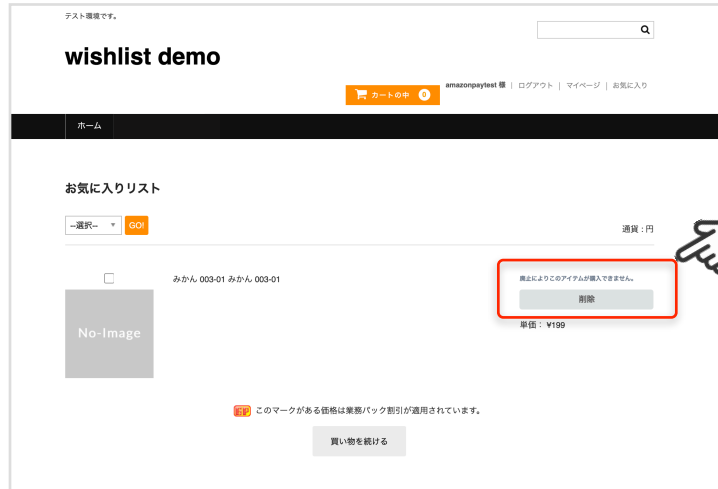 テスト環境です。
wishlist demo
カートの中 0
amazonpaytest 様 | ログアウト | マイページ | お気に入り
ホーム
お気に入りリスト
--選択-- GO!
通貨 : 円
みかん 003-01 みかん 003-01
廃止によりこのアイテムが購入できません。
削除
No-Image
単価： ¥199
このマークがある価格は業務パック割引が適用されています。
買い物を続ける